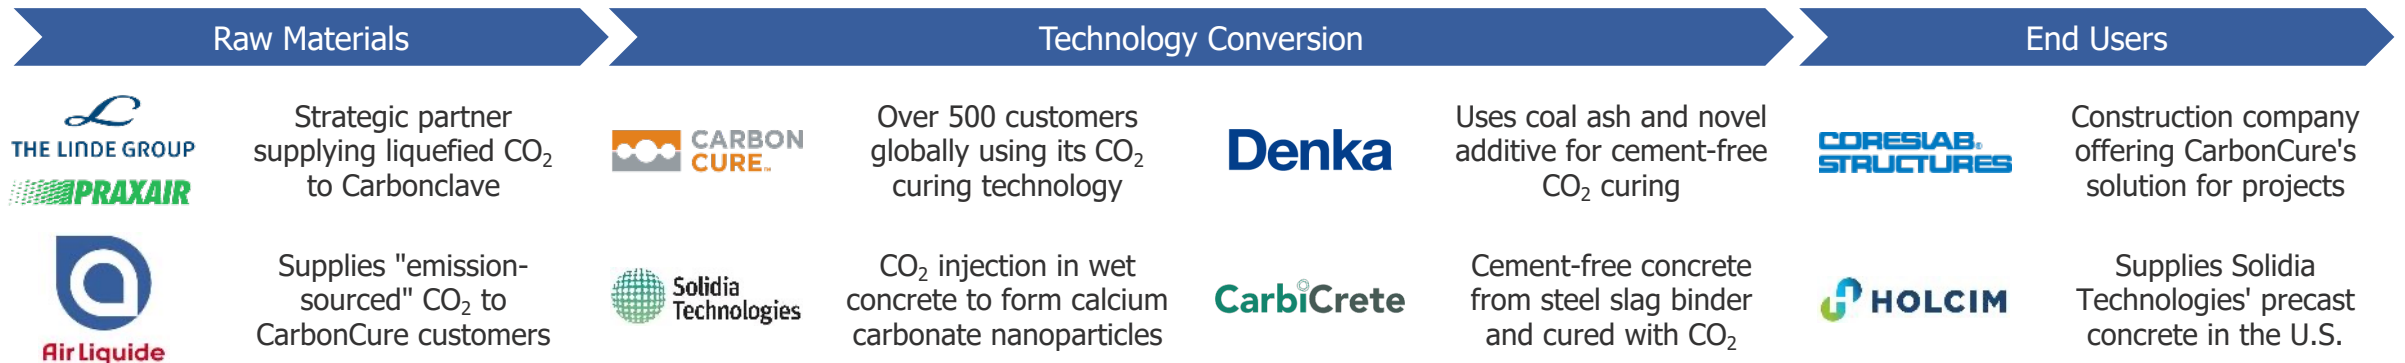 Raw Materials
Technology Conversion
End Users
THE LINDE GROUP
PRAXAIR
Strategic partner
supplying liquefied CO₂
to Carbonclave
CARBON
CURE™
Over 500 customers
globally using its CO₂
curing technology
Denka
Uses coal ash and novel
additive for cement-free
CO₂ curing
CORESLAB®
STRUCTURES
Construction company
offering CarbonCure's
solution for projects
Air Liquide
Supplies "emission-
sourced" CO₂ to
CarbonCure customers
Solidia
Technologies
CO₂ injection in wet
concrete to form calcium
carbonate nanoparticles
CarbiCrete
Cement-free concrete
from steel slag binder
and cured with CO₂
HOLCIM
Supplies Solidia
Technologies' precast
concrete in the U.S.